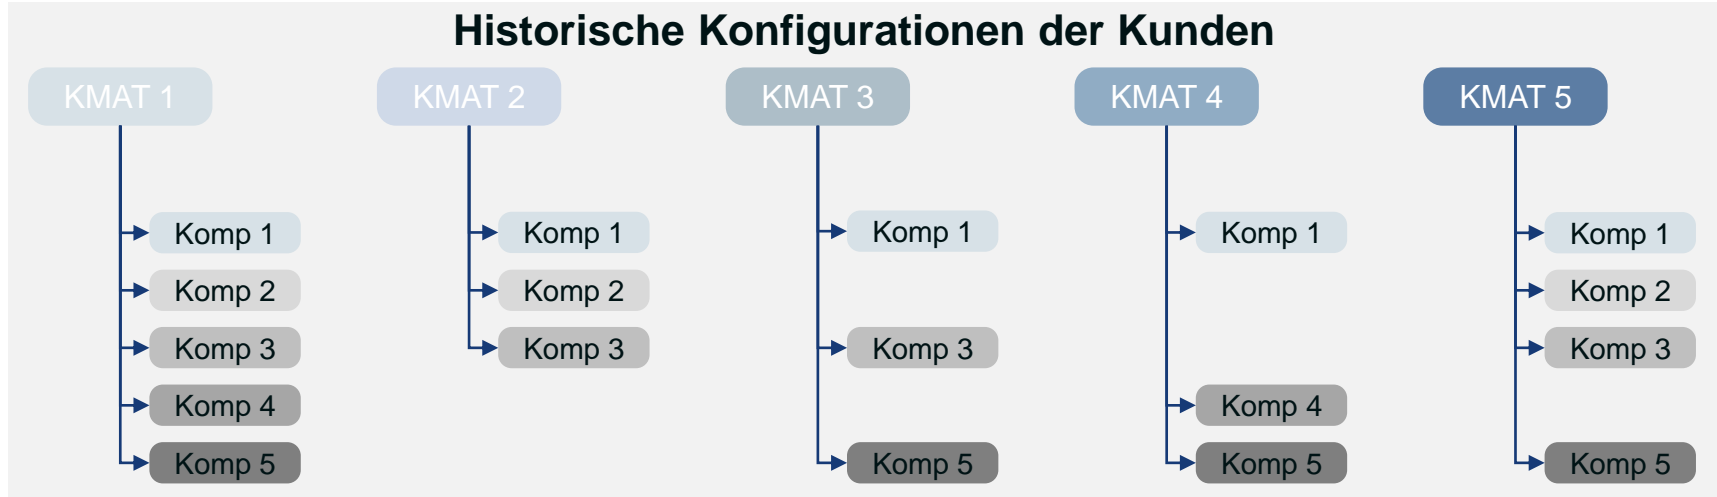 Historische Konfigurationen der Kunden
KMAT 1
Komp 1
Komp 2
Komp 3
Komp 4
Komp 5
KMAT 2
Komp 1
Komp 2
Komp 3
KMAT 3
Komp 1
Komp 3
Komp 5
KMAT 4
Komp 1
Komp 4
Komp 5
KMAT 5
Komp 1
Komp 2
Komp 3
Komp 5